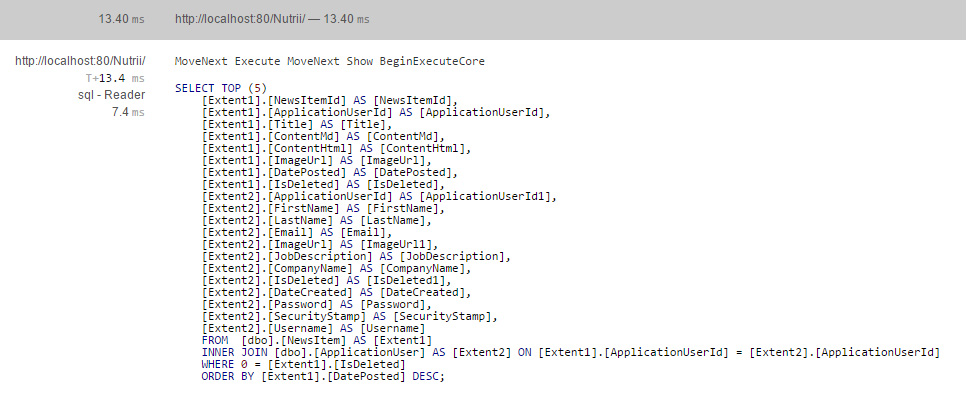 13.40 ms http://localhost:80/Nutrii/ — 13.40 ms
http://localhost:80/Nutrii/ MoveNext Execute MoveNext Show BeginExecuteCore
T+13.4 ms
sql - Reader
7.4 ms
SELECT TOP (5)
[Extent1].[NewsItemId] AS [NewsItemId],
[Extent1].[ApplicationUserId] AS [ApplicationUserId],
[Extent1].[Title] AS [Title],
[Extent1].[ContentMd] AS [ContentMd],
[Extent1].[ContentHtml] AS [ContentHtml],
[Extent1].[ImageUrl] AS [ImageUrl],
[Extent1].[DatePosted] AS [DatePosted],
[Extent1].[IsDeleted] AS [IsDeleted],
[Extent2].[ApplicationUserId] AS [ApplicationUserId1],
[Extent2].[FirstName] AS [FirstName],
[Extent2].[LastName] AS [LastName],
[Extent2].[Email] AS [Email],
[Extent2].[ImageUrl] AS [ImageUrl1],
[Extent2].[JobDescription] AS [JobDescription],
[Extent2].[CompanyName] AS [CompanyName],
[Extent2].[IsDeleted] AS [IsDeleted1],
[Extent2].[DateCreated] AS [DateCreated],
[Extent2].[Password] AS [Password],
[Extent2].[SecurityStamp] AS [SecurityStamp],
[Extent2].[Username] AS [Username]
FROM  [dbo].[NewsItem] AS [Extent1]
INNER JOIN [dbo].[ApplicationUser] AS [Extent2] ON [Extent1].[ApplicationUserId] = [Extent2].[ApplicationUserId]
WHERE 0 = [Extent1].[IsDeleted]
ORDER BY [Extent1].[DatePosted] DESC;